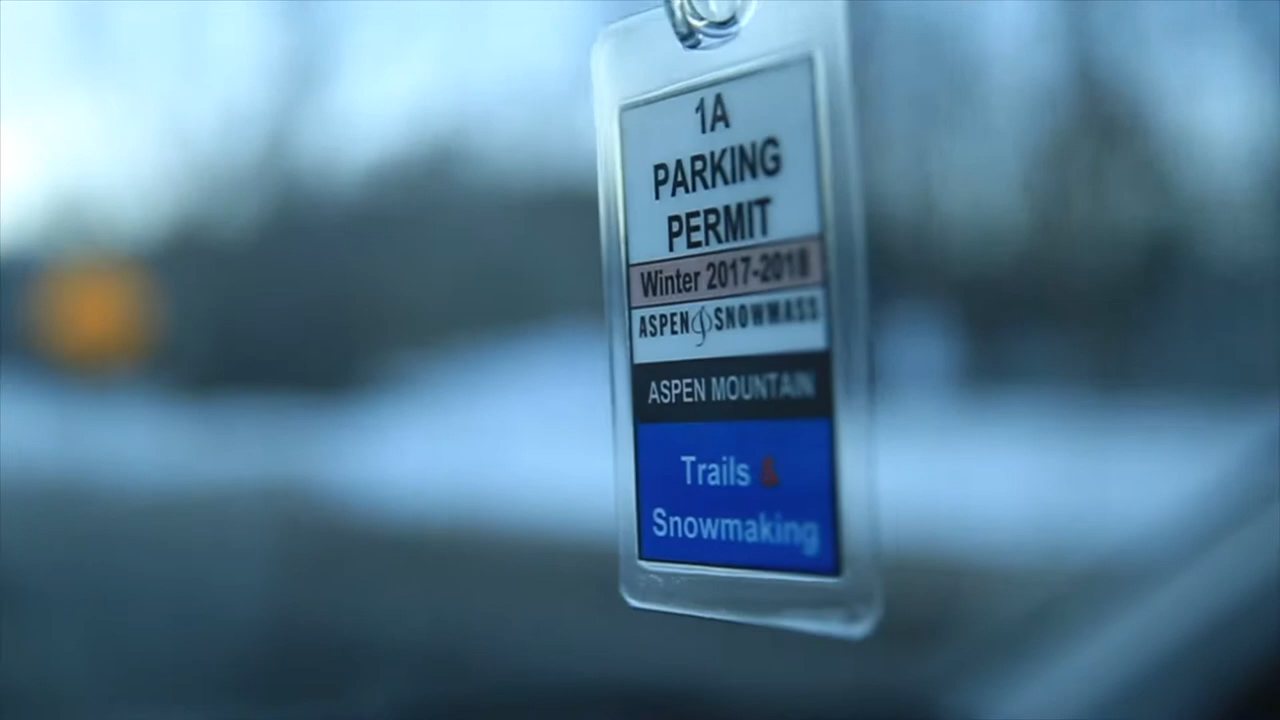 1A
PARKING
PERMIT
Winter 2017-2018
ASPEN SNOWMASS
ASPEN MOUNTAIN
Trails &
Snowmaking